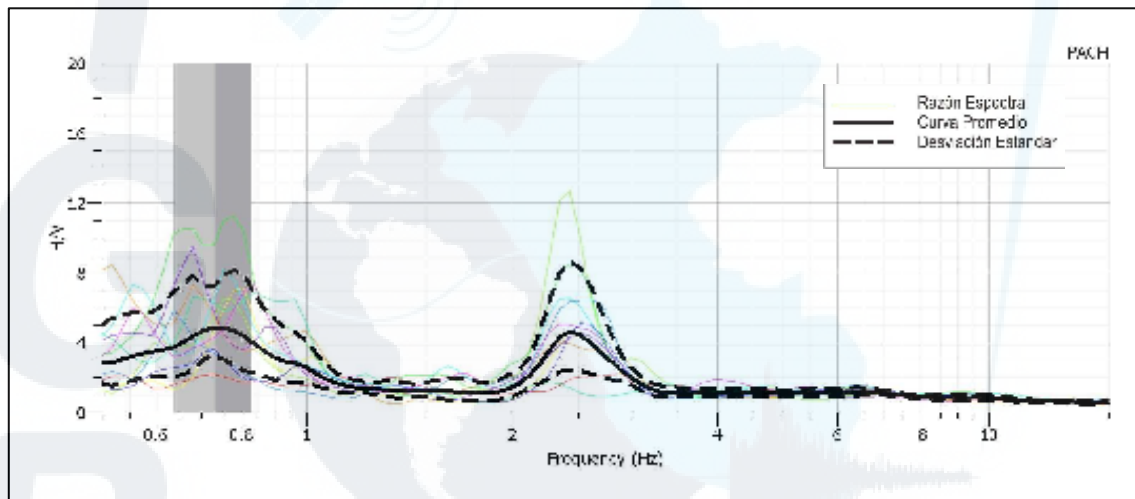 PACH
20
16
12
8
4
0
H/V
Razón Espectral
Curva Promedio
Desviación Estandar
0.6 0.8 1 2 4 6 8 10
Frequency (Hz)